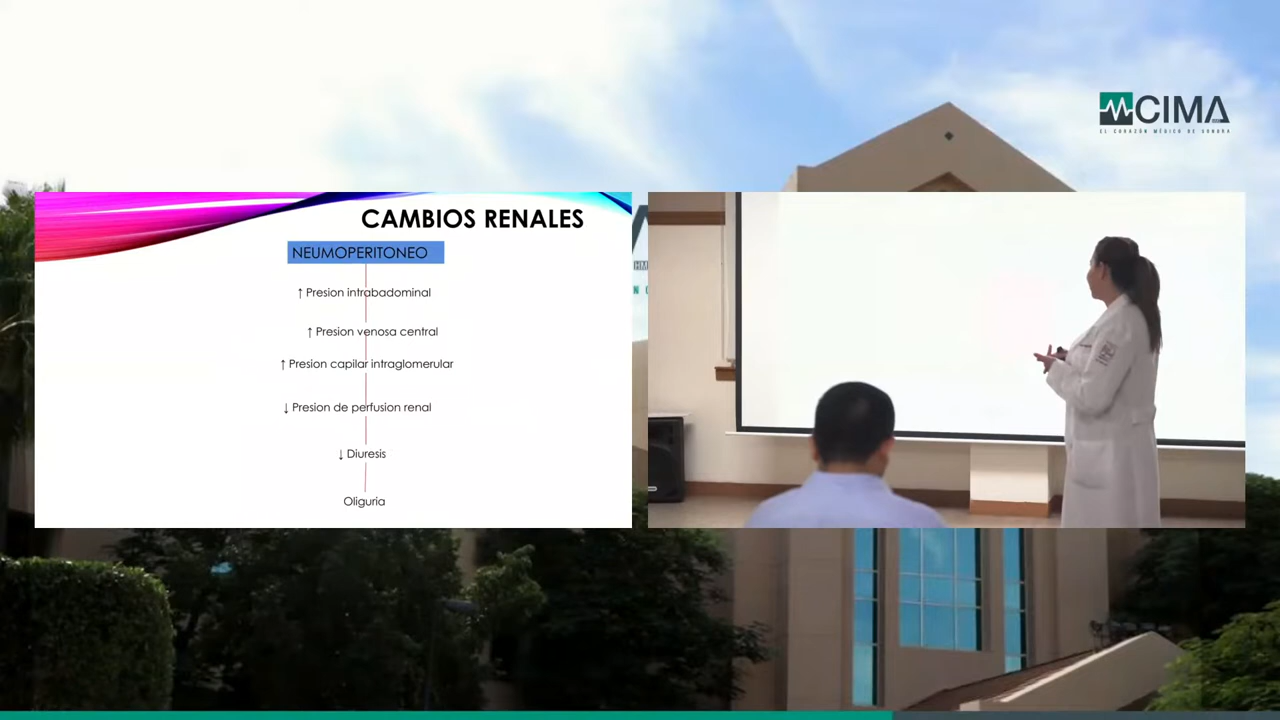 CIMA
EL CORAZÓN MÉDICO DE SONORA
CAMBIOS RENALES
NEUMOPERITONEO
↑ Presion intrabadominal
↑ Presion venosa central
↑ Presion capilar intraglomerular
↓ Presion de perfusion renal
↓ Diuresis
Oliguria